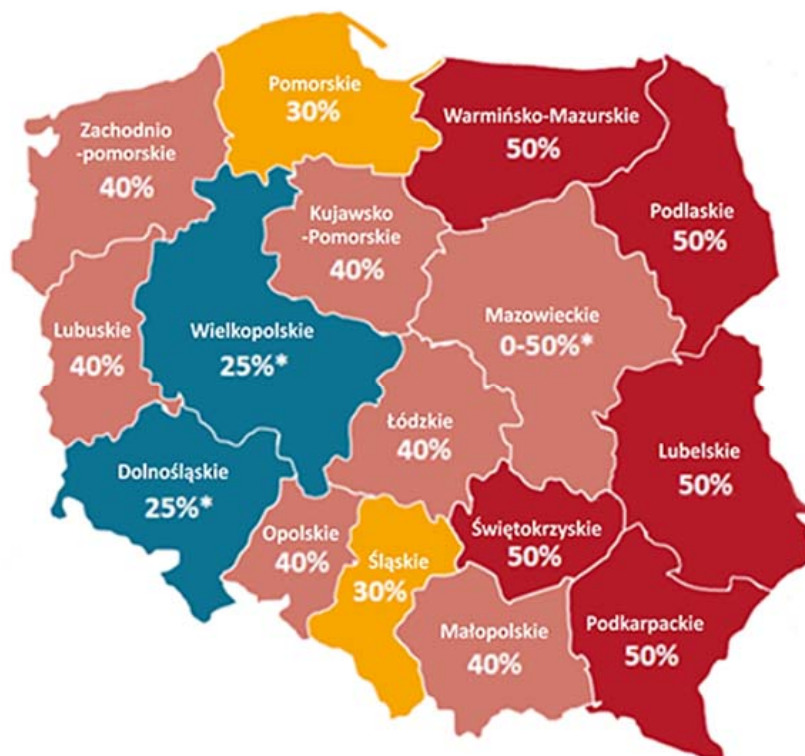 Pomorskie
30%
Warmińsko-Mazurskie
50%
Zachodnio
-pomorskie
40%
Kujawsko
-Pomorskie
40%
Podlaskie
50%
Mazowieckie
0-50%*
Lubuskie
40%
Wielkopolskie
25%*
Łódzkie
40%
Lubelskie
50%
Dolnośląskie
25%*
Opolskie
40%
Śląskie
30%
Świętokrzyskie
50%
Małopolskie
40%
Podkarpackie
50%